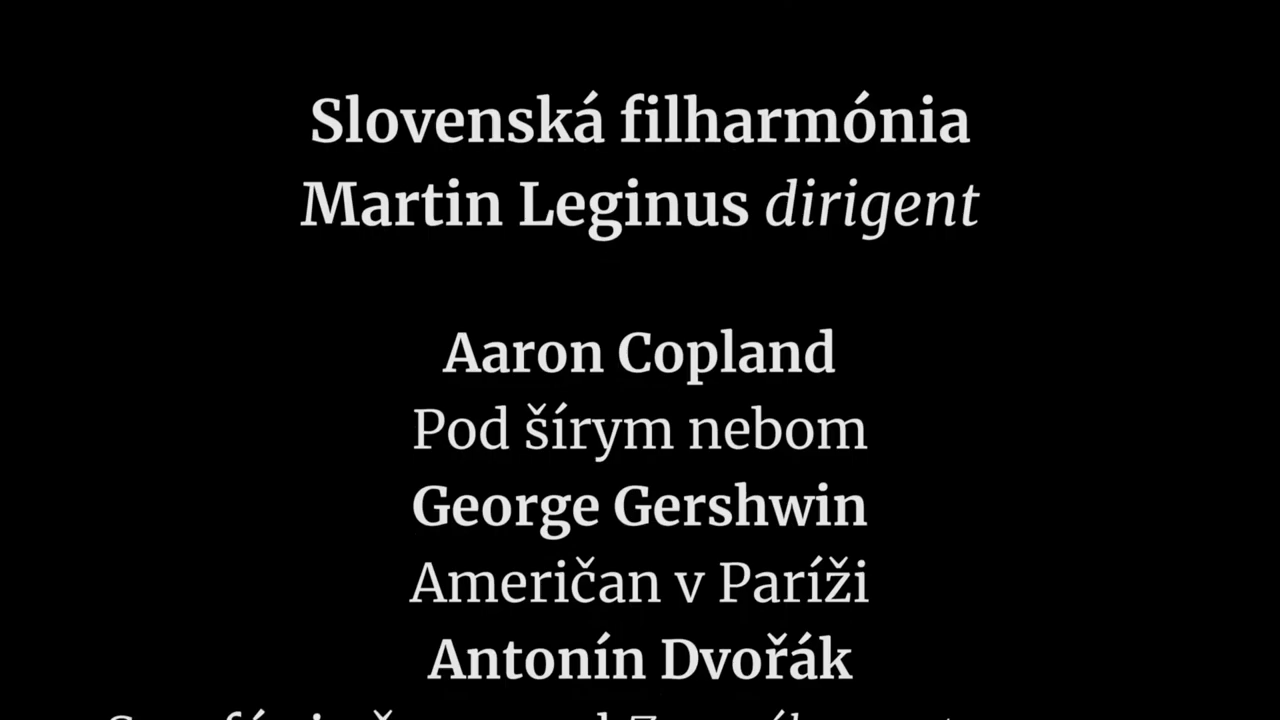 Slovenská filharmónia
Martin Leginus dirigent
Aaron Copland
Pod šírym nebom
George Gershwin
Američan v Paríži
Antonín Dvořák